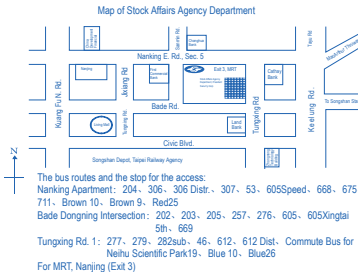 Map of Stock Affairs Agency Department
Nanking E. Rd., Sec. 5
Exit 3, MRT
Nanjing
Cathay
Bank
Kuang Fu N. Rd.
Jxiang Rd
Bade Rd.
Tungxing Rd.
Keelung Rd.
Living Mall
Land
Bank
To Songshan Sta
Civic Blvd.
Songshan Depot, Taipei Railway Agency
Z
The bus routes and the stop for the access:
Nanking Apartment：204、306、306 Distr.、307、53、605Speed、668、675
711、Brown 10、Brown 9、Red25
Bade Dongning Intersection：202、203、205、257、276、605、605Xingtai
5th、669
Tungxing Rd. 1：277、279、282sub、46、612、612 Dist、Commute Bus for
Neihu Scientific Park19、Blue 10、Blue26
For MRT, Nanjing (Exit 3)